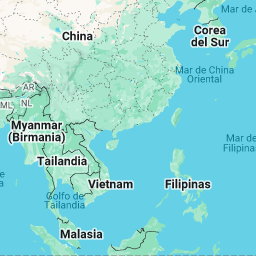 China
Corea
del Sur
Mar de China
Oriental
AR
ML
NL
Myanmar
(Birmania)
Mar de
Filipinas
Tailandia
Vietnam
Filipinas
Golfo de
Tailandia
Malasia